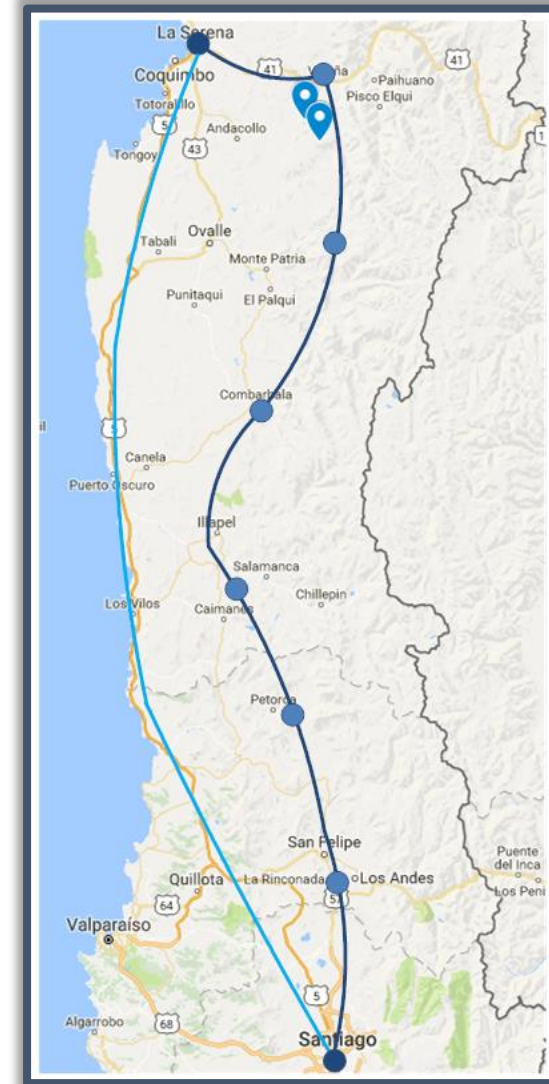 La Serena
41
41
Coquimbo
Paihuano
Pisco Elqui
Totoralillo
5
Andacollo
1
43
Tongoy
Tabali
Ovalle
Monte Patria
Punitaqui
El Palqui
Combarbala
5
Canela
Puerto Oscuro
Illapel
Salamanca
Chillepin
Los Vilos
Caimanes
Petorca
San Felipe
Puente
del Inca
Quillota
La Rinconada
Los Andes
Los Peni
57
64
Valparaíso
5
Algarrobo
68
Santiago